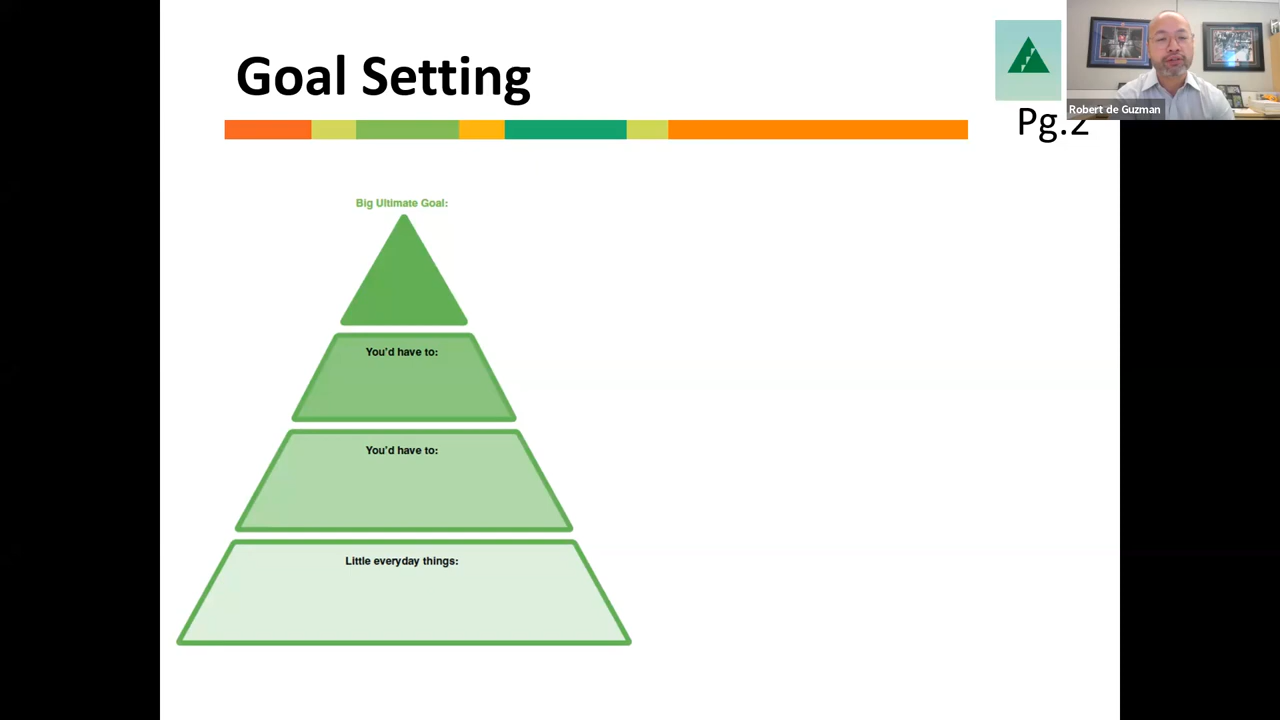 Goal Setting
Robert de Guzman
Pg.2
Big Ultimate Goal:
You'd have to:
You'd have to:
Little everyday things: